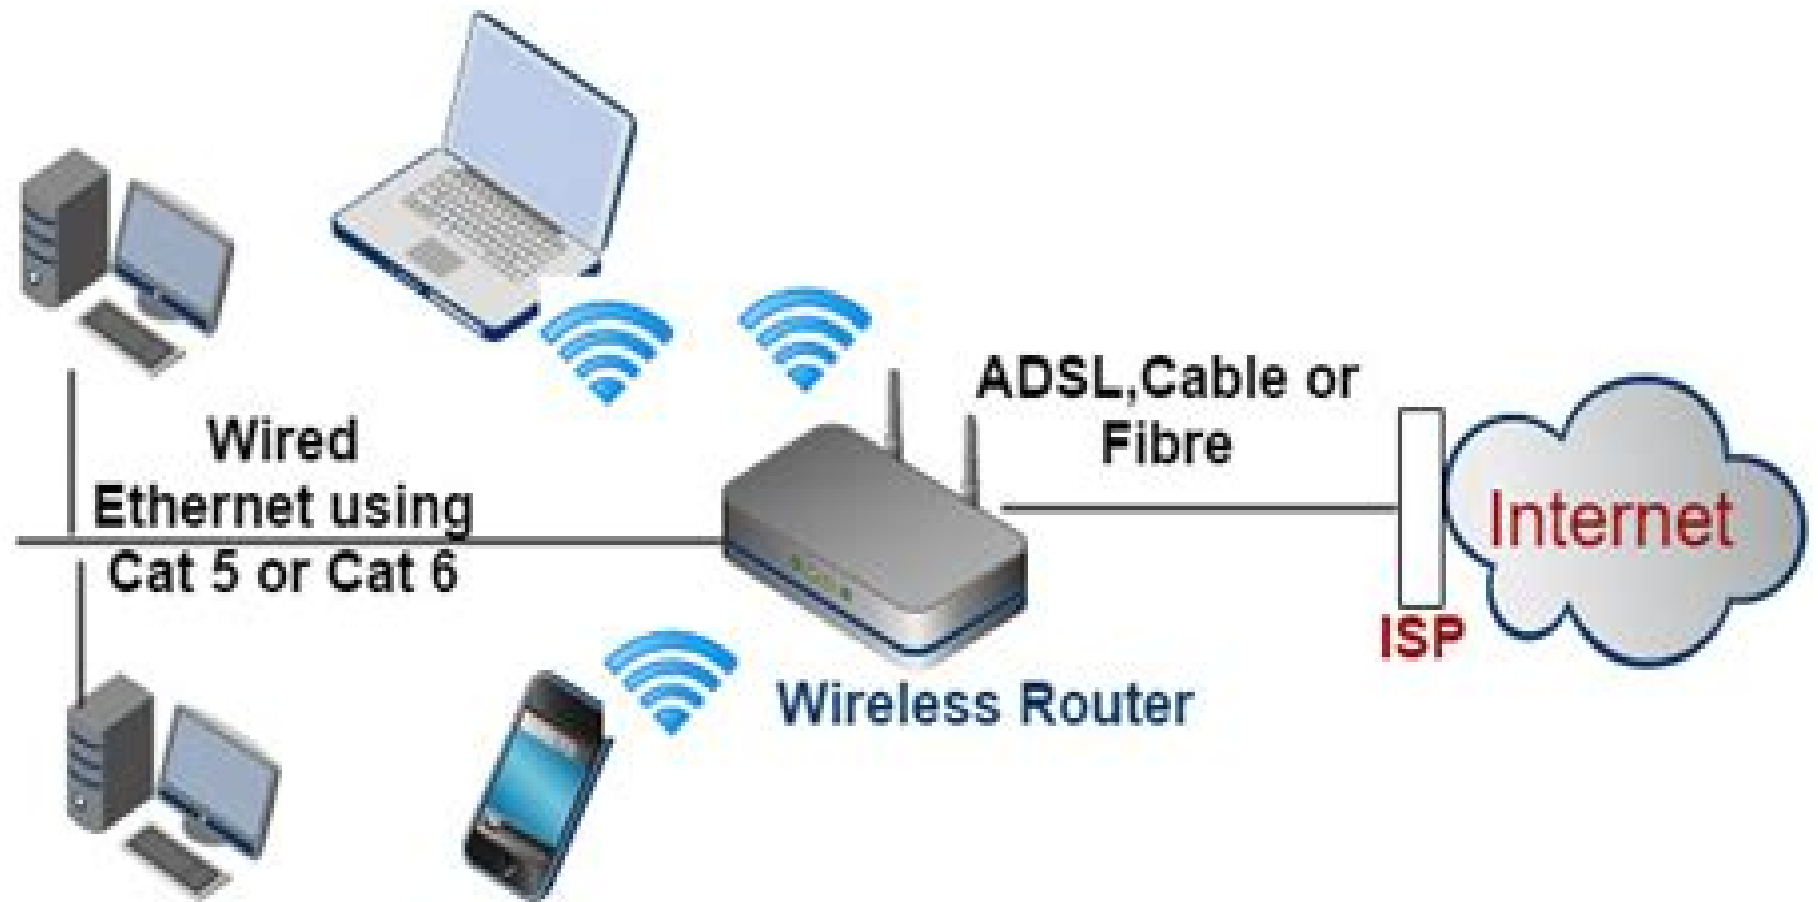 Wired
Ethernet using
Cat 5 or Cat 6
ADSL,Cable or
Fibre
Internet
ISP
Wireless Router